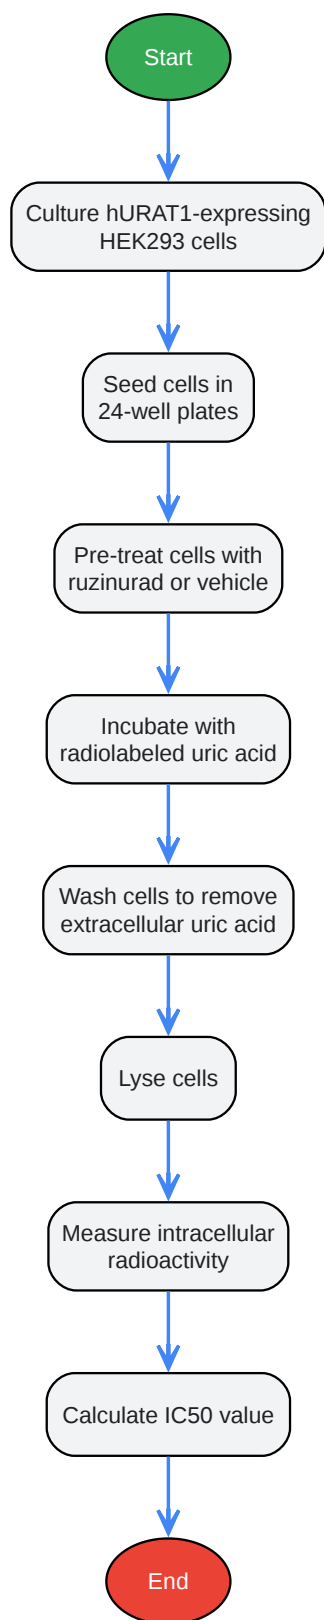 Start
Culture hURAT1-expressing
HEK293 cells
Seed cells in
24-well plates
Pre-treat cells with
ruzinurad or vehicle
Incubate with
radiolabeled uric acid
Wash cells to remove
extracellular uric acid
Lyse cells
Measure intracellular
radioactivity
Calculate IC50 value
End